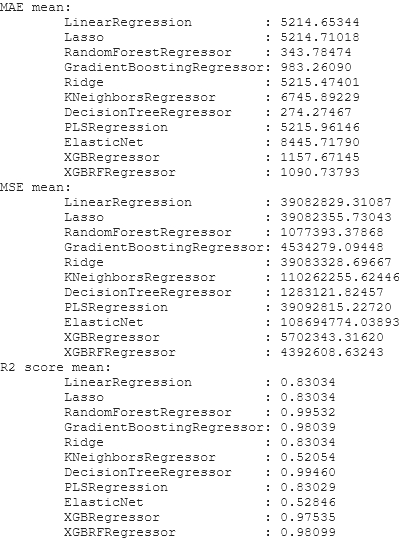 MAE mean:
LinearRegression : 5214.65344
Lasso : 5214.71018
RandomForestRegressor : 343.78474
GradientBoostingRegressor: 983.26090
Ridge : 5215.47401
KNeighborsRegressor : 6745.89229
DecisionTreeRegressor : 274.27467
PLSRegression : 5215.96146
ElasticNet : 8445.71790
XGBRegressor : 1157.67145
XGBRFRegressor : 1090.73793
MSE mean:
LinearRegression : 39082829.31087
Lasso : 39082355.73043
RandomForestRegressor : 1077393.37868
GradientBoostingRegressor: 4534279.09448
Ridge : 39083328.69667
KNeighborsRegressor : 110262255.62446
DecisionTreeRegressor : 1283121.82457
PLSRegression : 39092815.22720
ElasticNet : 108694774.03893
XGBRegressor : 5702343.31620
XGBRFRegressor : 4392608.63243
R2 score mean:
LinearRegression : 0.83034
Lasso : 0.83034
RandomForestRegressor : 0.99532
GradientBoostingRegressor: 0.98039
Ridge : 0.83034
KNeighborsRegressor : 0.52054
DecisionTreeRegressor : 0.99460
PLSRegression : 0.83029
ElasticNet : 0.52846
XGBRegressor : 0.97535
XGBRFRegressor : 0.98099